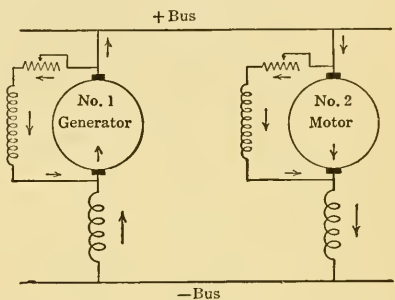 + Bus
No. 1
Generator
No. 2
Motor
— Bus